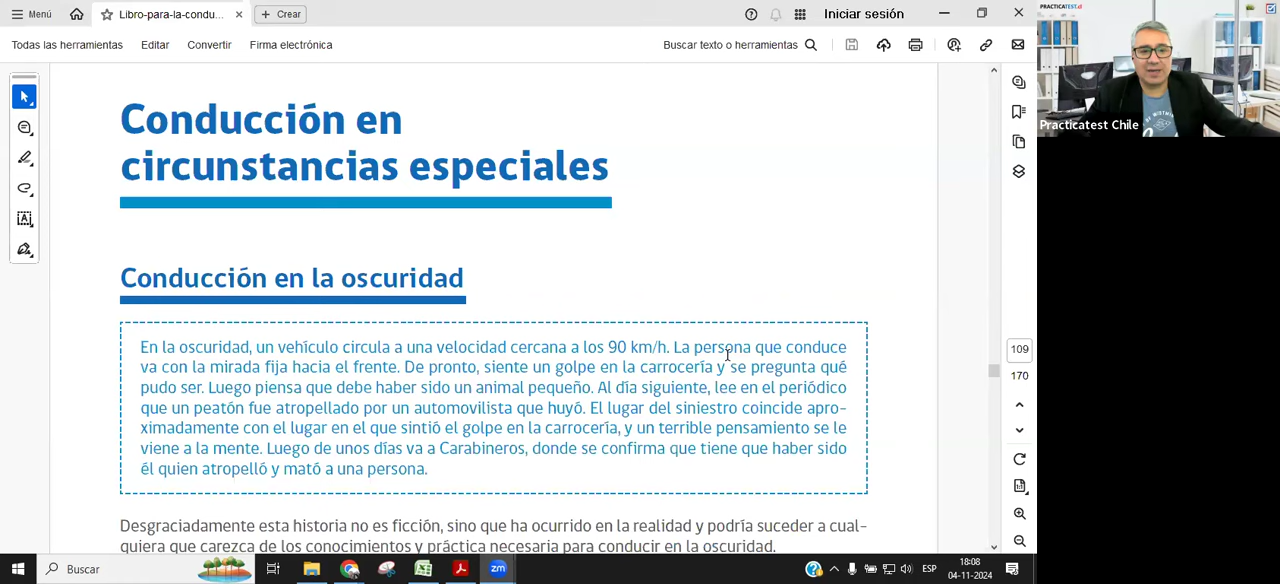 Menú
Libro-para-la-condu...
Crear
Iniciar sesión
PRACTICATEST.cl
Todas las herramientas
Editar
Convertir
Firma electrónica
Buscar texto o herramientas
Practicatest Chile
Conducción en
circunstancias especiales
Conducción en la oscuridad
En la oscuridad, un vehículo circula a una velocidad cercana a los 90 km/h. La persona que conduce
va con la mirada fija hacia el frente. De pronto, siente un golpe en la carrocería y se pregunta qué
pudo ser. Luego piensa que debe haber sido un animal pequeño. Al día siguiente, lee en el periódico
que un peatón fue atropellado por un automovilista que huyó. El lugar del siniestro coincide apro-
ximadamente con el lugar en el que sintió el golpe en la carrocería, y un terrible pensamiento se le
viene a la mente. Luego de unos días va a Carabineros, donde se confirma que tiene que haber sido
él quien atropelló y mató a una persona.
Desgraciadamente esta historia no es ficción, sino que ha ocurrido en la realidad y podría suceder a cual-
quiera que carezca de los conocimientos y práctica necesaria para conducir en la oscuridad.
109
170
Buscar
zm
ESP
18:08
04-11-2024